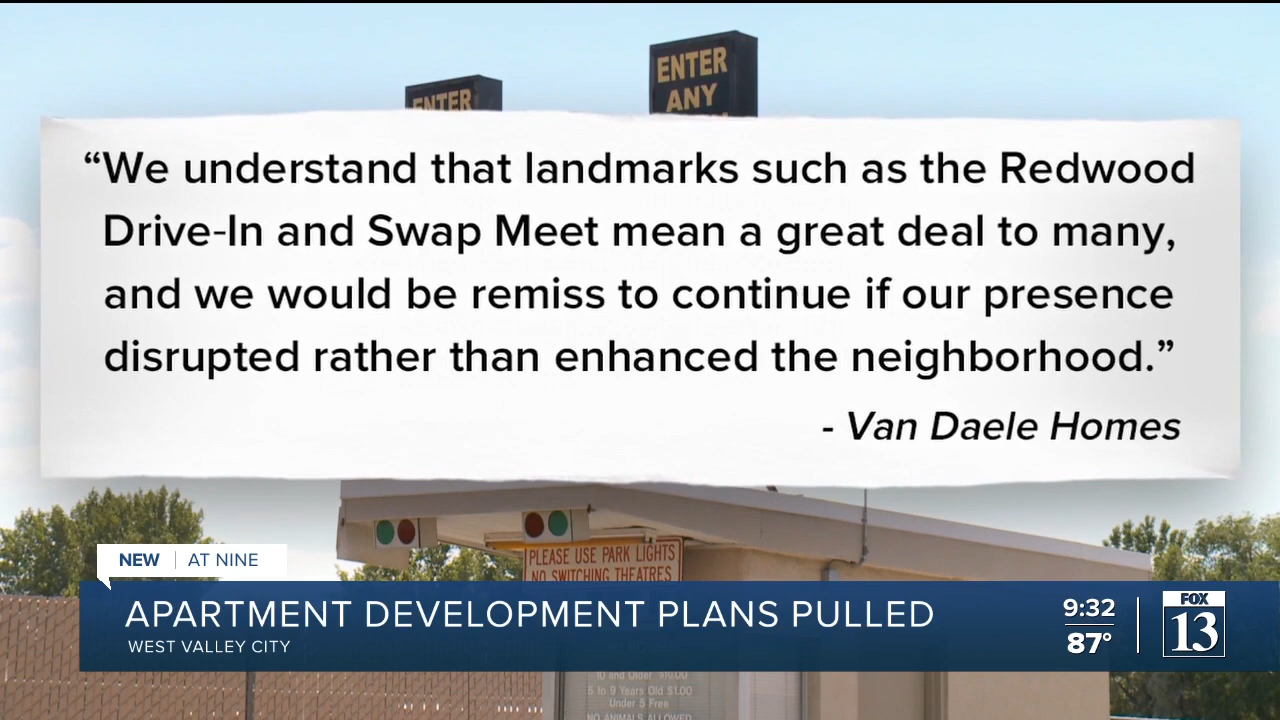 ENTER
ENTER
ANY
“We understand that landmarks such as the Redwood
Drive-In and Swap Meet mean a great deal to many,
and we would be remiss to continue if our presence
disrupted rather than enhanced the neighborhood.”
- Van Daele Homes
PLEASE USE PARK LIGHTS
NO SWITCHING THEATRES
NEW AT NINE
APARTMENT DEVELOPMENT PLANS PULLED
WEST VALLEY CITY
9:32
87°
FOX
13
10 and Older $10.00
5 to 9 Years Old $1.00
Under 5 Free
NO ANIMALS ALLOWED